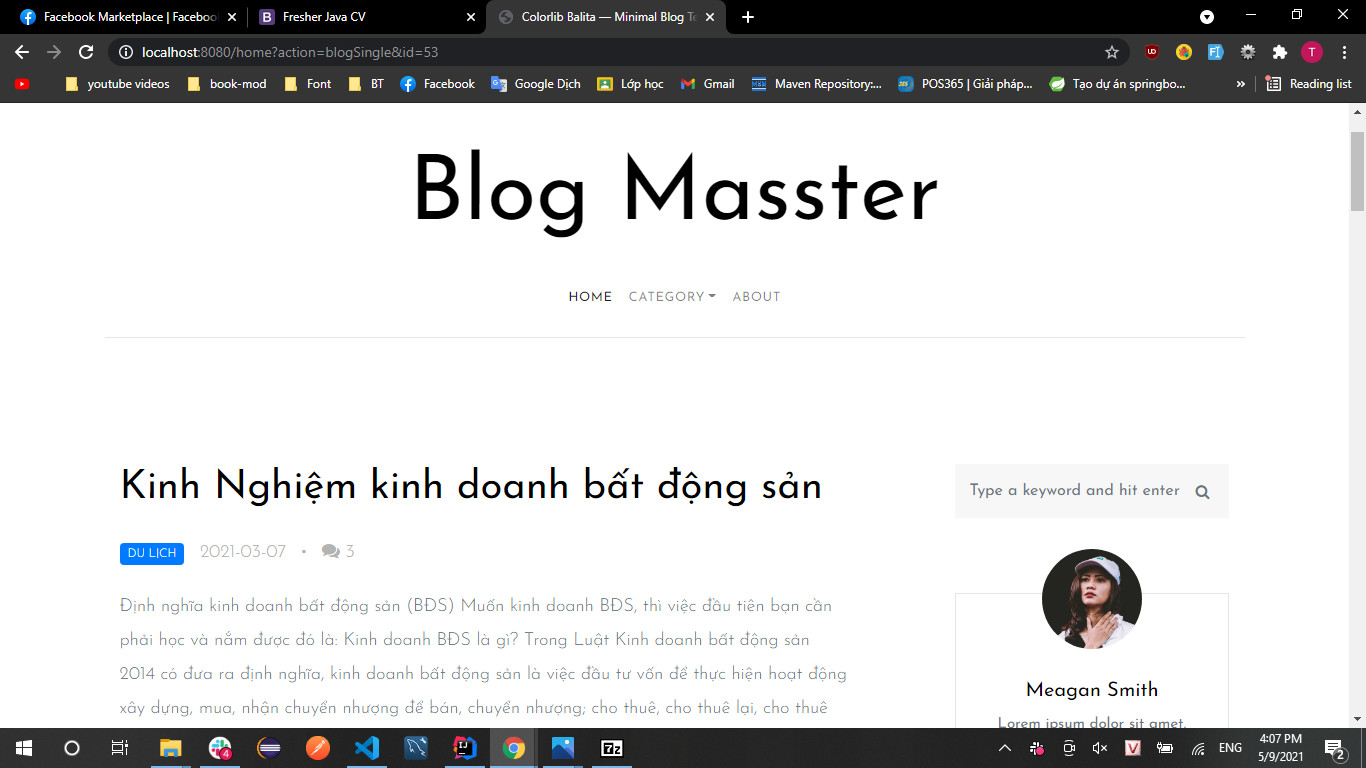 Facebook Marketplace | Faceboo
Fresher Java CV
Colorlib Balita — Minimal Blog Te
localhost:8080/home?action=blogSingle&id=53
youtube videos
book-mod
Font
BT
Facebook
Google Dịch
Lớp học
Gmail
Maven Repository:...
POS365 | Giải pháp...
Tạo dự án springbo...
»
Reading list
Blog Masster
HOME CATEGORY ABOUT
Kinh Nghiệm kinh doanh bất động sản
Type a keyword and hit enter
DU LỊCH 2021-03-07 • 3
Định nghĩa kinh doanh bất động sản (BĐS) Muốn kinh doanh BĐS, thì việc đầu tiên bạn cần
phải học và nắm được đó là: Kinh doanh BĐS là gì? Trong Luật Kinh doanh bất động sản
2014 có đưa ra định nghĩa, kinh doanh bất động sản là việc đầu tư vốn để thực hiện hoạt động
xây dựng, mua, nhận chuyển nhượng để bán, chuyển nhượng; cho thuê, cho thuê lại, cho thuê
Meagan Smith
Lorem ipsum dolor sit amet,
ENG
4:07 PM
5/9/2021
2